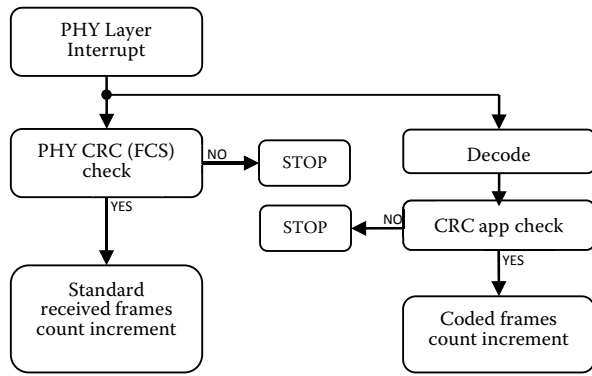 PHY Layer
Interrupt
PHY CRC (FCS)
check
NO
STOP
Decode
YES
STOP
NO
CRC app check
YES
Standard
received frames
count increment
Coded frames
count increment